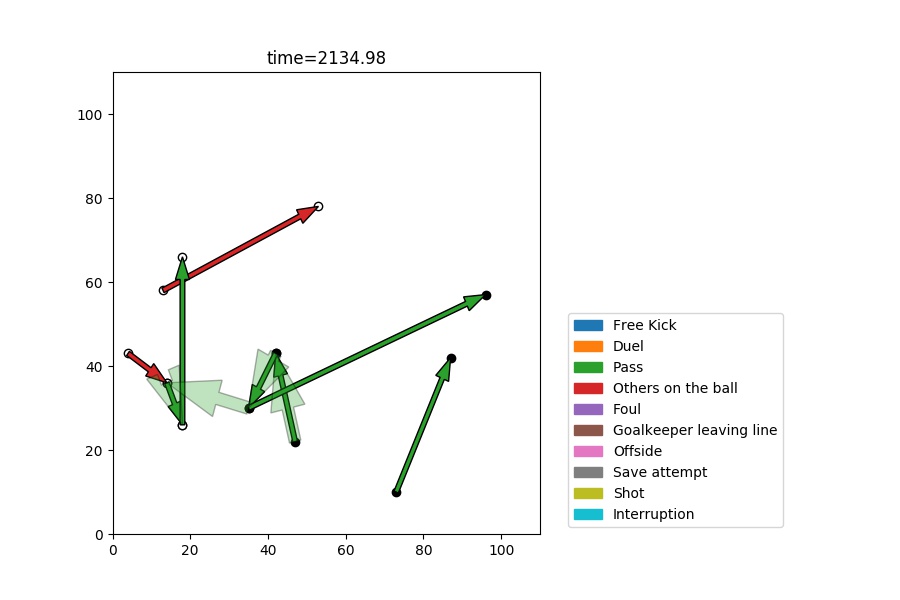 time=2134.98
100
80
60
40
20
0
0 20 40 60 80 100
Free Kick
Duel
Pass
Others on the ball
Foul
Goalkeeper leaving line
Offside
Save attempt
Shot
Interruption